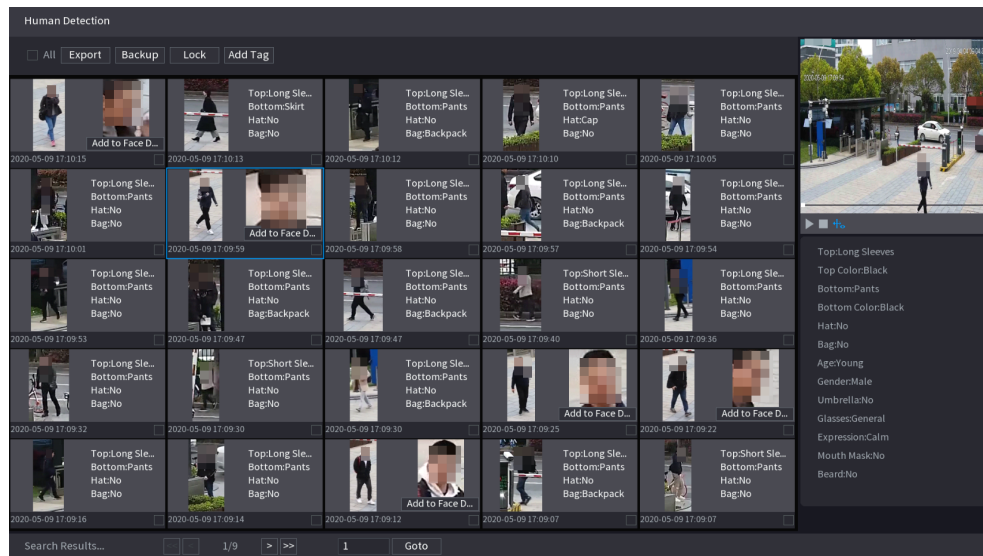 Human Detection
All Export Backup Lock Add Tag
Add to Face D...
2020-05-09 17:10:15
Top:Long Sle...
Bottom:Skirt
Hat:No
Bag:No
2020-05-09 17:10:13
Top:Long Sle...
Bottom:Pants
Hat:No
Bag:Backpack
2020-05-09 17:10:12
Top:Long Sle...
Bottom:Pants
Hat:Cap
Bag:No
2020-05-09 17:10:10
Top:Long Sle...
Bottom:Pants
Hat:No
Bag:No
2020-05-09 17:10:05
Top:Long Sle...
Bottom:Pants
Hat:No
Bag:No
2020-05-09 17:10:01
Add to Face D...
2020-05-09 17:09:59
Top:Long Sle...
Bottom:Pants
Hat:No
Bag:No
2020-05-09 17:09:58
Top:Long Sle...
Bottom:Pants
Hat:No
Bag:Backpack
2020-05-09 17:09:57
Top:Long Sle...
Bottom:Pants
Hat:No
Bag:No
2020-05-09 17:09:54
Top:Long Sle...
Bottom:Pants
Hat:No
Bag:No
2020-05-09 17:09:53
Top:Long Sle...
Bottom:Pants
Hat:No
Bag:Backpack
2020-05-09 17:09:47
Top:Long Sle...
Bottom:Pants
Hat:No
Bag:Backpack
2020-05-09 17:09:47
Top:Short Sle...
Bottom:Pants
Hat:No
Bag:No
2020-05-09 17:09:40
Top:Long Sle...
Bottom:Pants
Hat:No
Bag:No
2020-05-09 17:09:36
Top:Long Sle...
Bottom:Pants
Hat:No
Bag:No
2020-05-09 17:09:32
Top:Short Sle...
Bottom:Pants
Hat:No
Bag:No
2020-05-09 17:09:30
Top:Long Sle...
Bottom:Pants
Hat:No
Bag:Backpack
2020-05-09 17:09:30
Add to Face D...
2020-05-09 17:09:25
Add to Face D...
2020-05-09 17:09:22
Top:Long Sle...
Bottom:Pants
Hat:No
Bag:No
2020-05-09 17:09:16
Top:Long Sle...
Bottom:Pants
Hat:No
Bag:No
2020-05-09 17:09:14
Add to Face D...
2020-05-09 17:09:12
Top:Long Sle...
Bottom:Pants
Hat:No
Bag:Backpack
2020-05-09 17:09:07
Top:Short Sle...
Bottom:Pants
Hat:No
Bag:No
2020-05-09 17:09:07
Top:Long Sleeves
Top Color:Black
Bottom:Pants
Bottom Color:Black
Hat:No
Bag:No
Age:Young
Gender:Male
Umbrella:No
Glasses:General
Expression:Calm
Mouth Mask:No
Beard:No
Search Results... 1/9 > >> 1 Goto